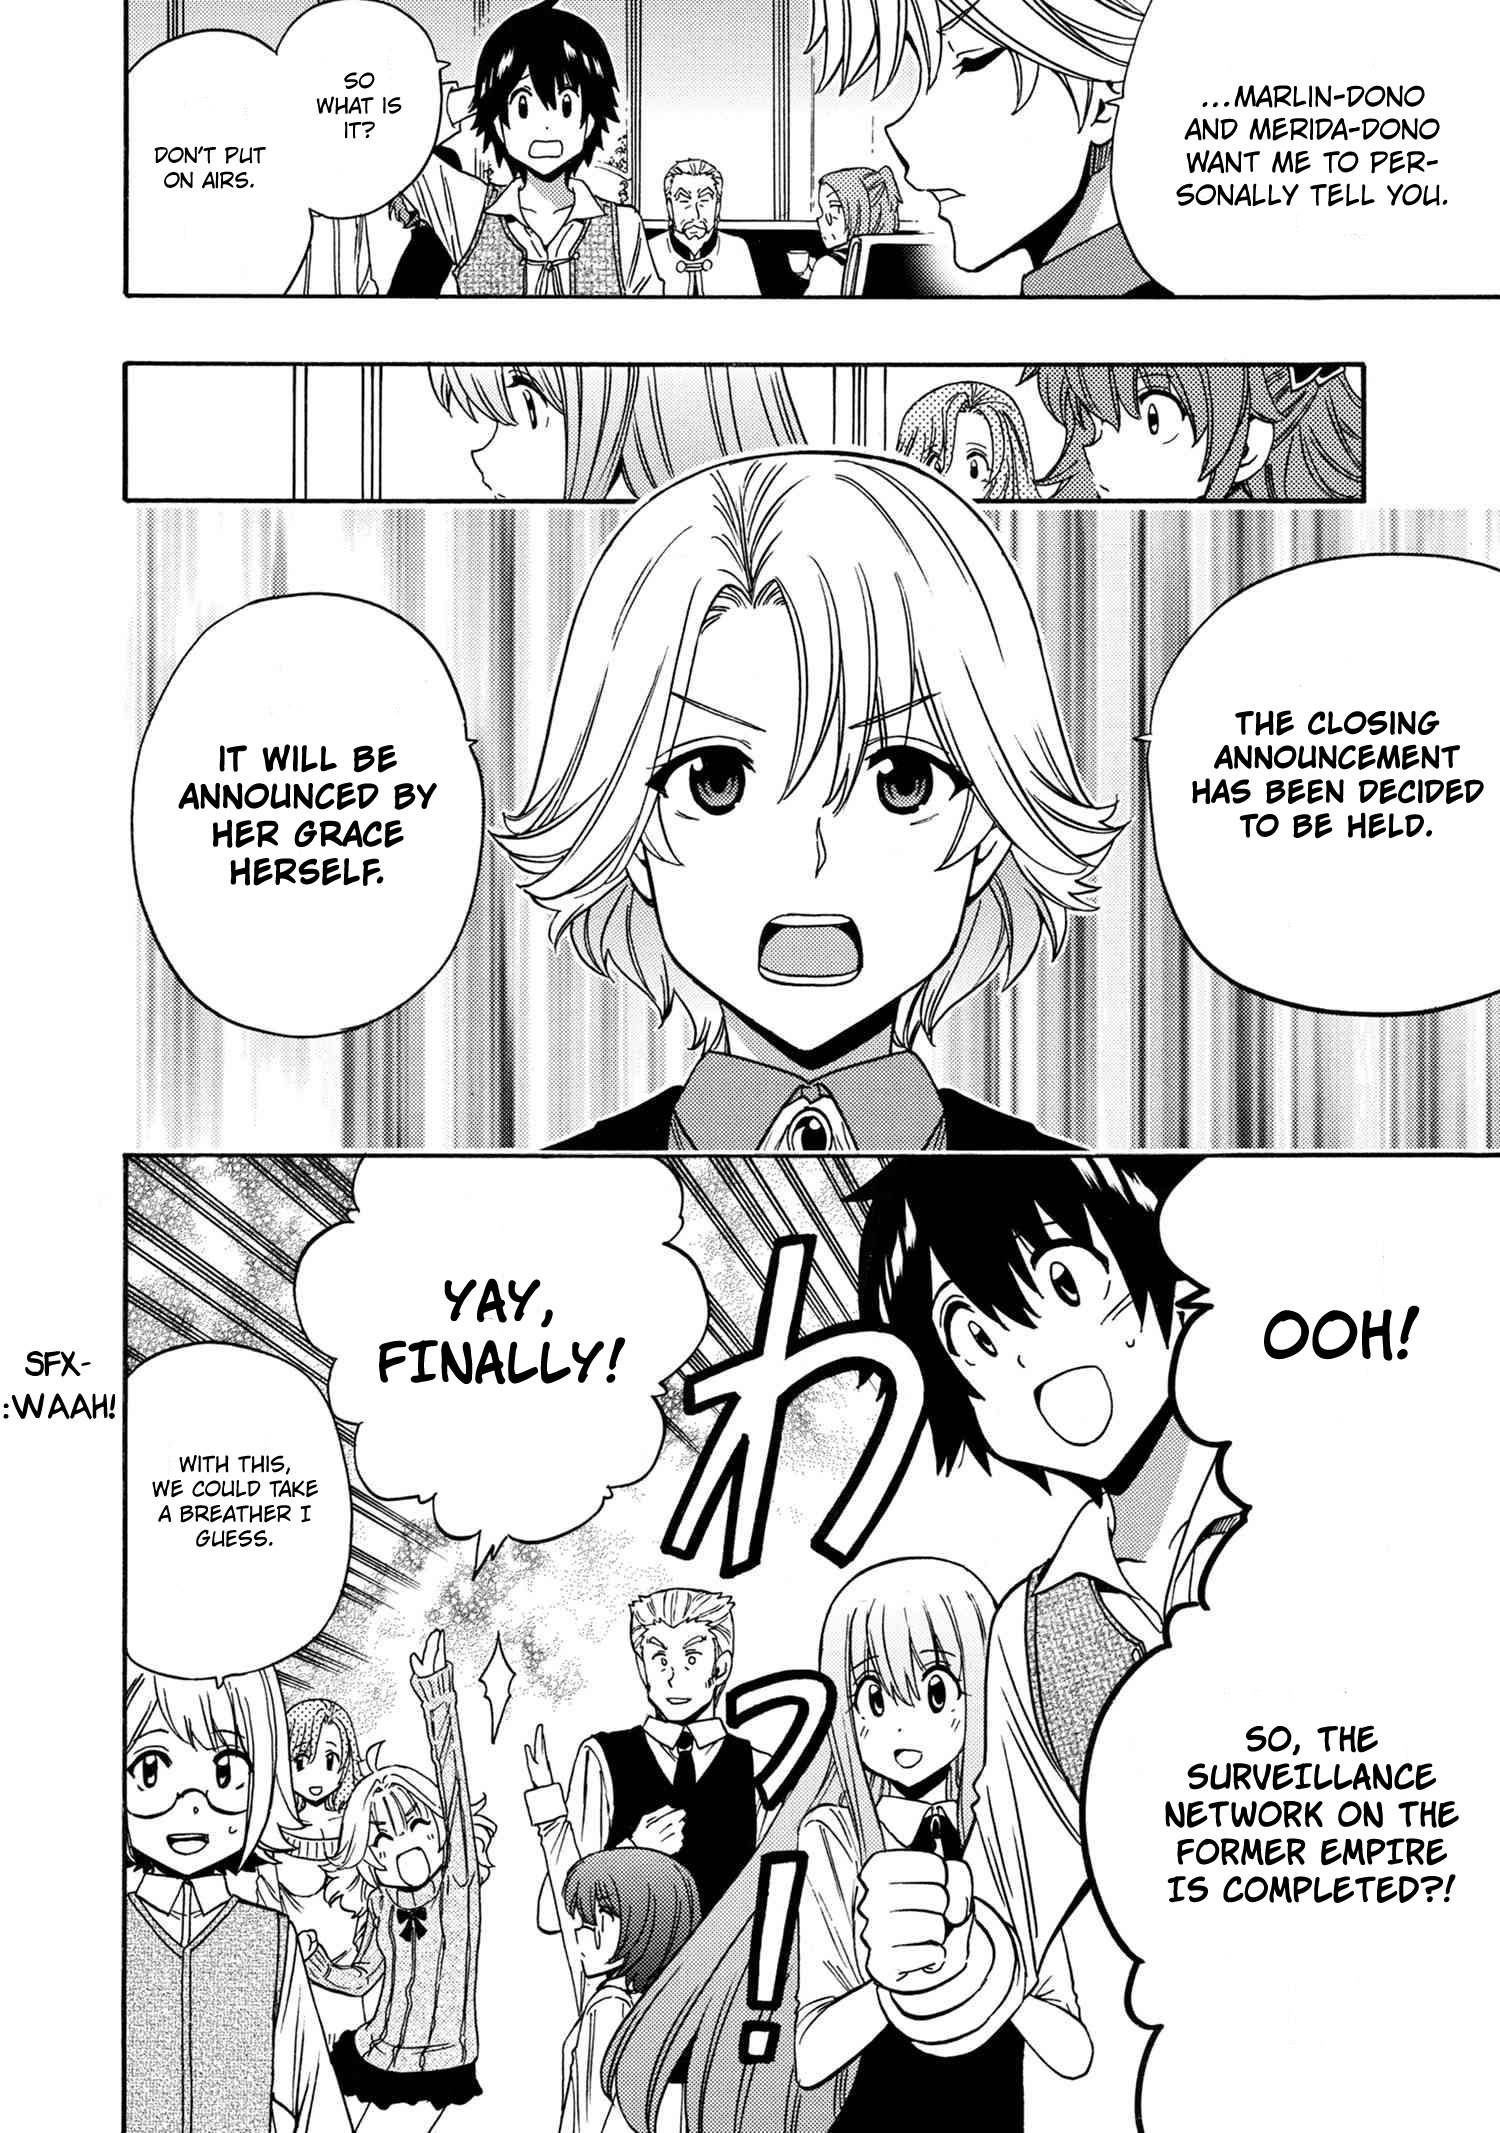 ...MARLIN-DONO
AND MERIDA-DONO
WANT ME TO PER-
SONALLY TELL YOU.
SO
WHAT IS
IT?
DON'T PUT
ON AIRS.
THE CLOSING
ANNOUNCEMENT
HAS BEEN DECIDED
TO BE HELD.
IT WILL BE
ANNOUNCED BY
HER GRACE
HERSELF.
OOH!
SO, THE
SURVEILLANCE
NETWORK ON THE
FORMER EMPIRE
IS COMPLETED?!
わっ!
YAY,
FINALLY!
WITH THIS,
WE COULD TAKE
A BREATHER I
GUESS.
SFX-
:WAAH!